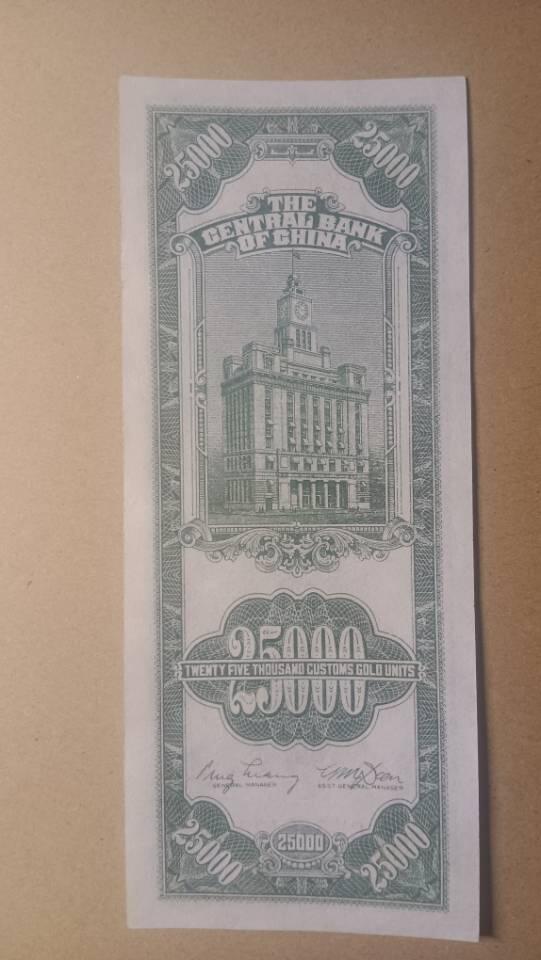 25000 25000
THE
CENTRAL BANK
OF CHINA
25000
TWENTY FIVE THOUSAND CUSTOMS GOLD UNITS
GENERAL MANAGER ASST GENERAL MANAGER
25000 25000 25000